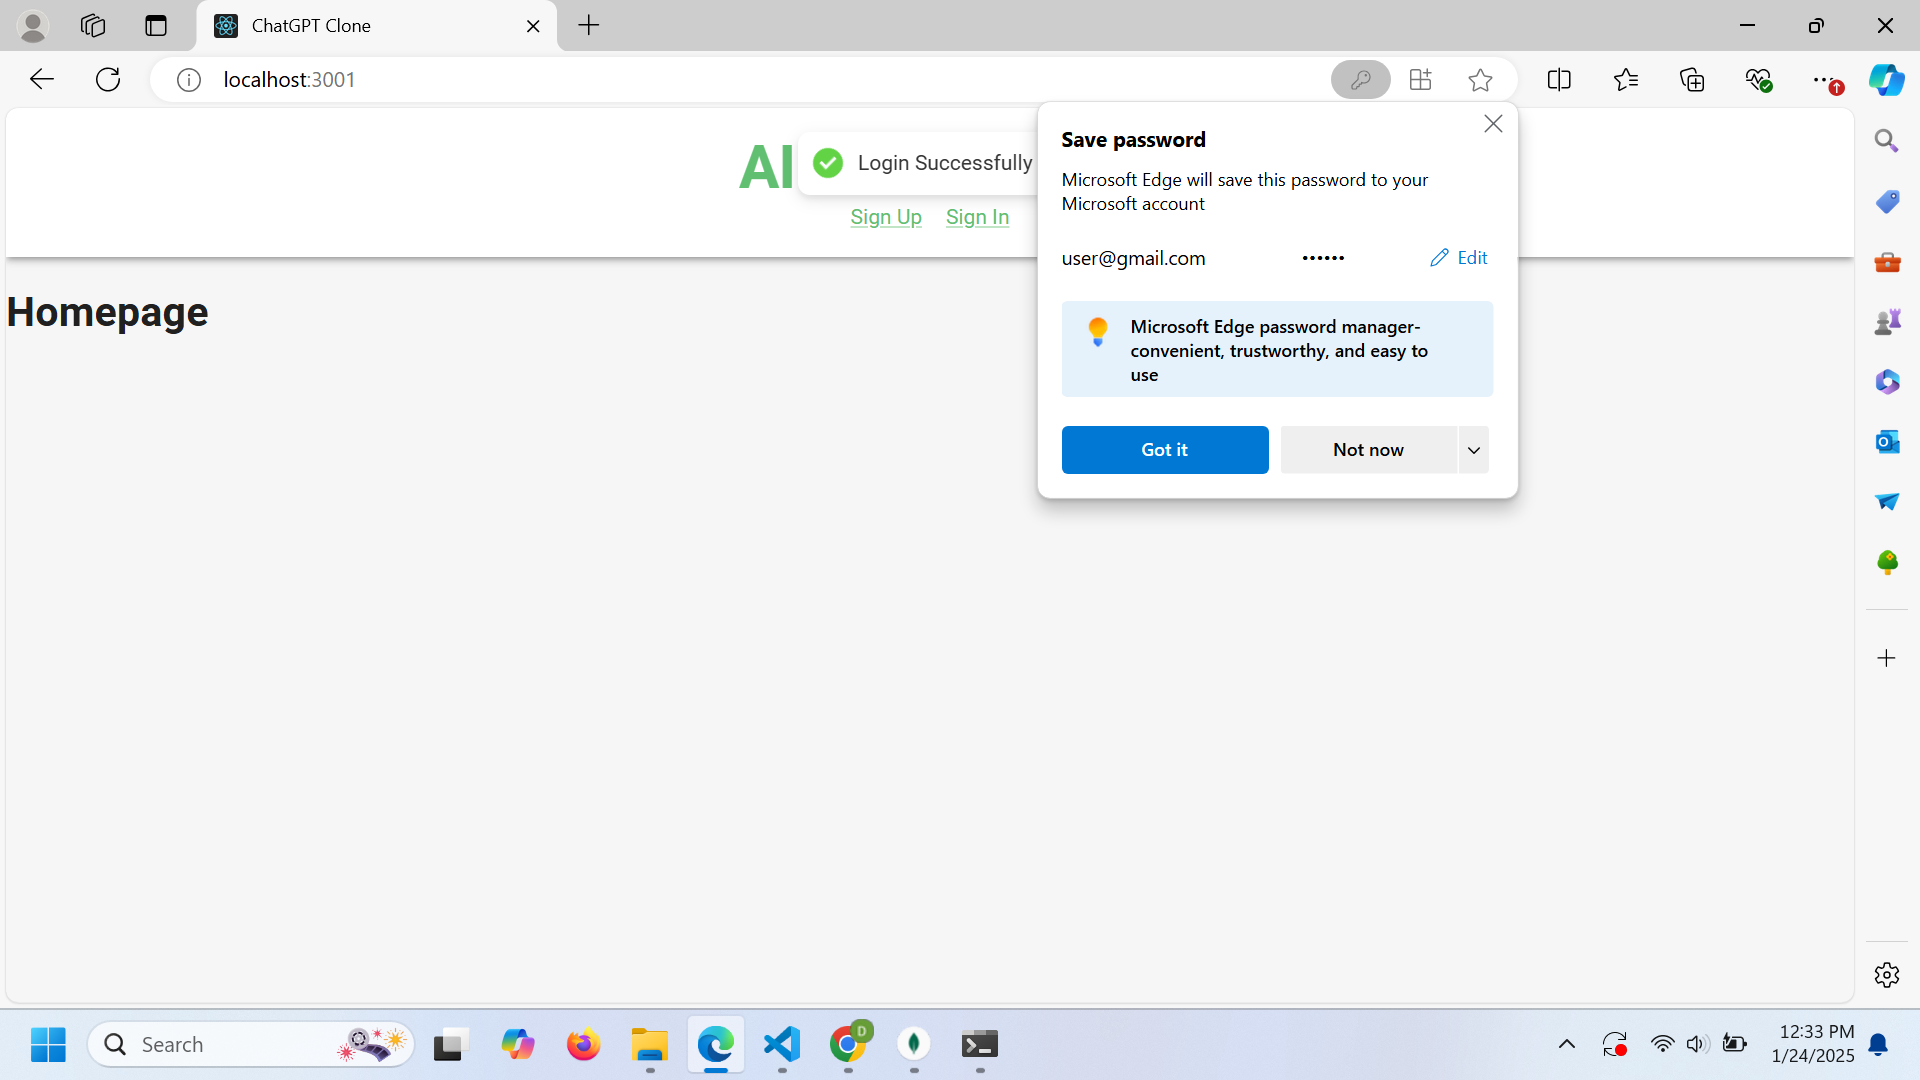 ChatGPT Clone
localhost:3001
AI
Login Successfully
Sign Up Sign In
Homepage
Save password
Microsoft Edge will save this password to your
Microsoft account
user@gmail.com •••••• Edit
Microsoft Edge password manager-
convenient, trustworthy, and easy to
use
Got it Not now
Search
D
12:33 PM
1/24/2025